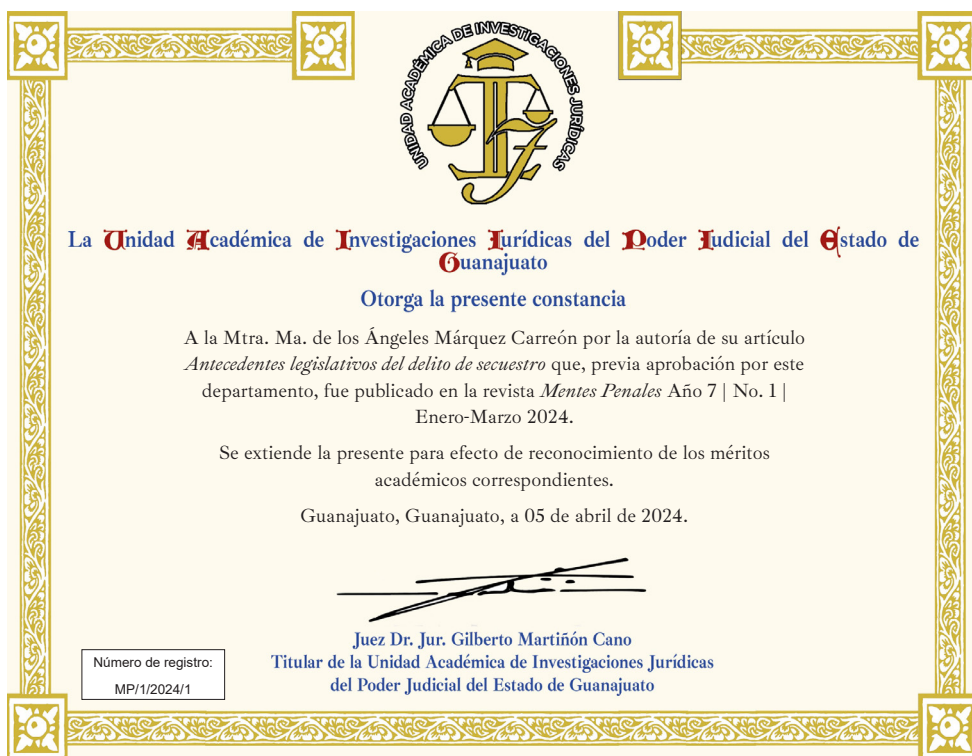 UNIDAD ACADÉMICA DE INVESTIGACIONES JURÍDICAS
La Unidad Académica de Investigaciones Jurídicas del Poder Judicial del Estado de
Guanajuato
Otorga la presente constancia
A la Mtra. Ma. de los Ángeles Márquez Carreón por la autoría de su artículo
Antecedentes legislativos del delito de secuestro que, previa aprobación por este
departamento, fue publicado en la revista Mentes Penales Año 7 | No. 1 |
Enero-Marzo 2024.
Se extiende la presente para efecto de reconocimiento de los méritos
académicos correspondientes.
Guanajuato, Guanajuato, a 05 de abril de 2024.
Juez Dr. Jur. Gilberto Martiñón Cano
Titular de la Unidad Académica de Investigaciones Jurídicas
del Poder Judicial del Estado de Guanajuato
Número de registro:
MP/1/2024/1